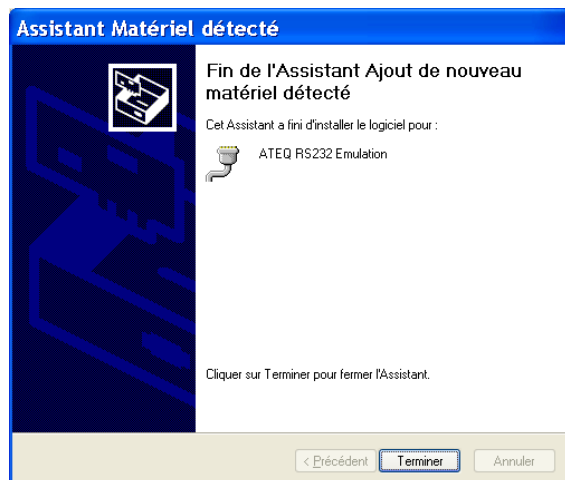 Assistant Matériel détecté
Fin de l'Assistant Ajout de nouveau
matériel détecté
Cet Assistant a fini d'installer le logiciel pour :
ATEQ RS232 Emulation
Cliquer sur Terminer pour fermer l'Assistant.
< Précédent Terminer Annuler